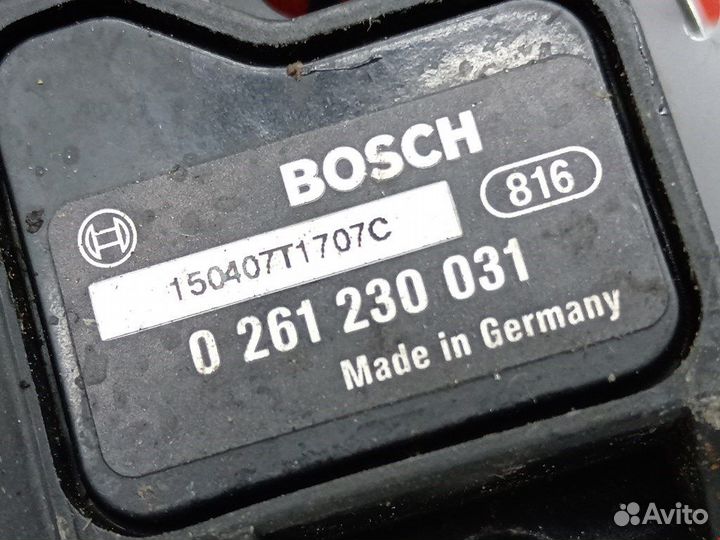 BOSCH
816
150407T1707C
0 261 230 031
Made in Germany
Avito